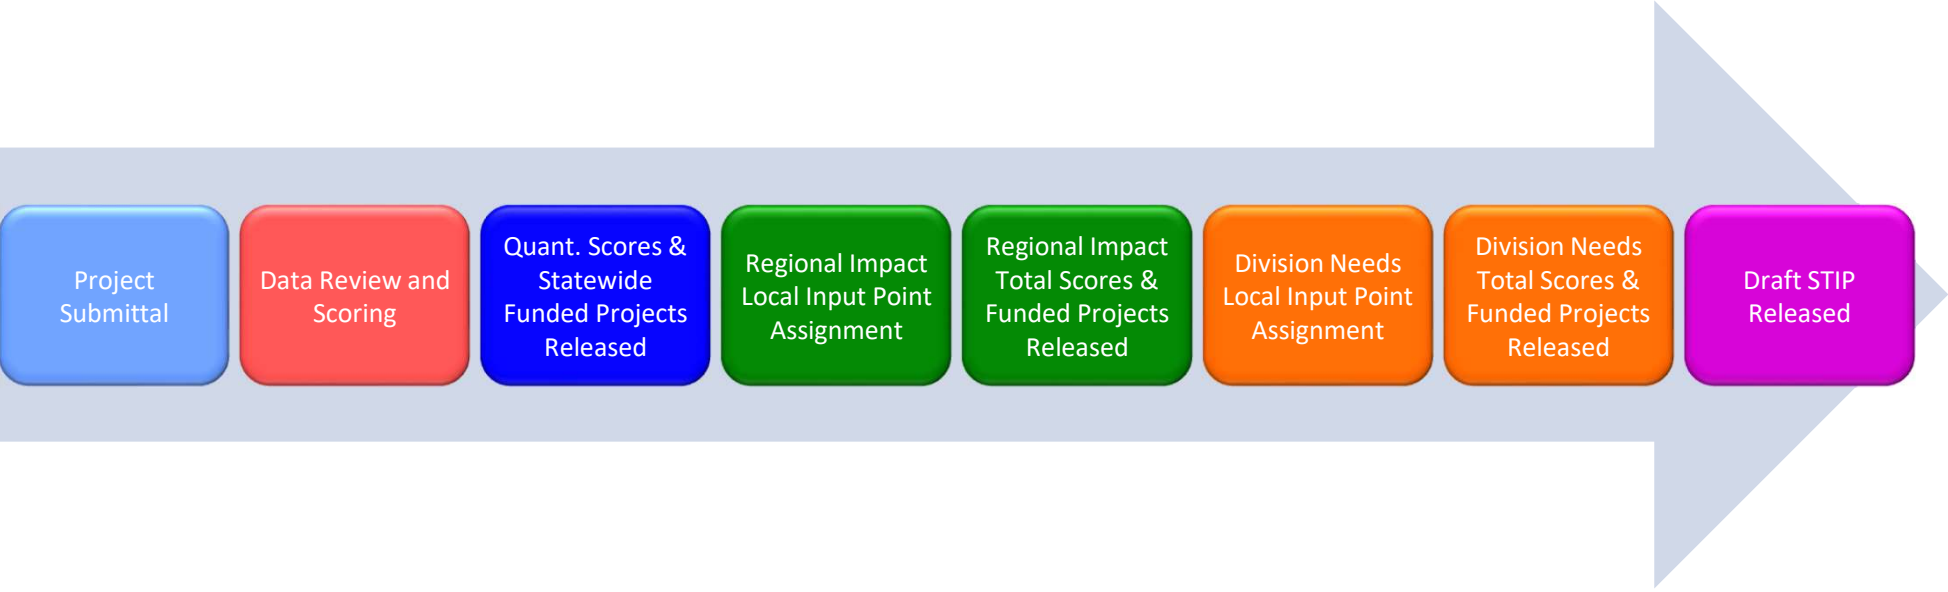 Project
Submittal
Data Review and
Scoring
Quant. Scores &
Statewide
Funded Projects
Released
Regional Impact
Local Input Point
Assignment
Regional Impact
Total Scores &
Funded Projects
Released
Division Needs
Local Input Point
Assignment
Division Needs
Total Scores &
Funded Projects
Released
Draft STIP
Released